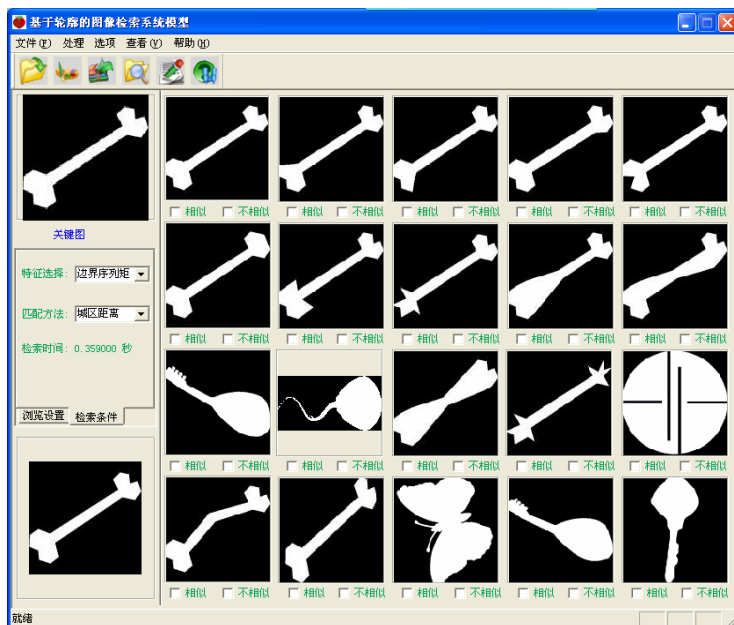 基于轮廓的图像检索系统模型
文件(F) 处理 选项 查看(V) 帮助(H)
关键图
特征选择: 边界序列矩
匹配方法: 城区距离
检索时间: 0.359000 秒
浏览设置 检索条件
相似 不相似 相似 不相似 相似 不相似 相似 不相似 相似 不相似
相似 不相似 相似 不相似 相似 不相似 相似 不相似 相似 不相似
相似 不相似 相似 不相似 相似 不相似 相似 不相似 相似 不相似
相似 不相似 相似 不相似 相似 不相似 相似 不相似 相似 不相似
就绪